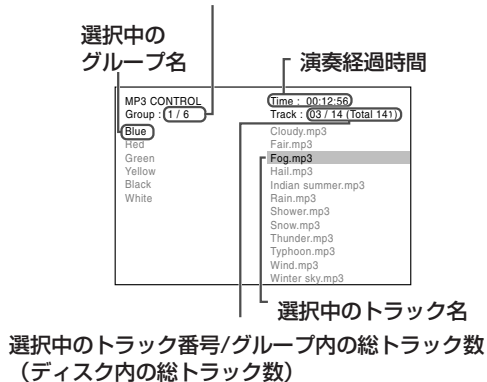 選択中の
グループ名
演奏経過時間
MP3 CONTROL
Group : 1 / 6
Blue
Red
Green
Yellow
Black
White
Time : 00:12:56
Track : 03 / 14 (Total 141)
Cloudy.mp3
Fair.mp3
Fog.mp3
Hail.mp3
Indian summer.mp3
Rain.mp3
Shower.mp3
Snow.mp3
Thunder.mp3
Typhoon.mp3
Wind.mp3
Winter sky.mp3
選択中のトラック名
選択中のトラック番号/グループ内の総トラック数
（ディスク内の総トラック数）